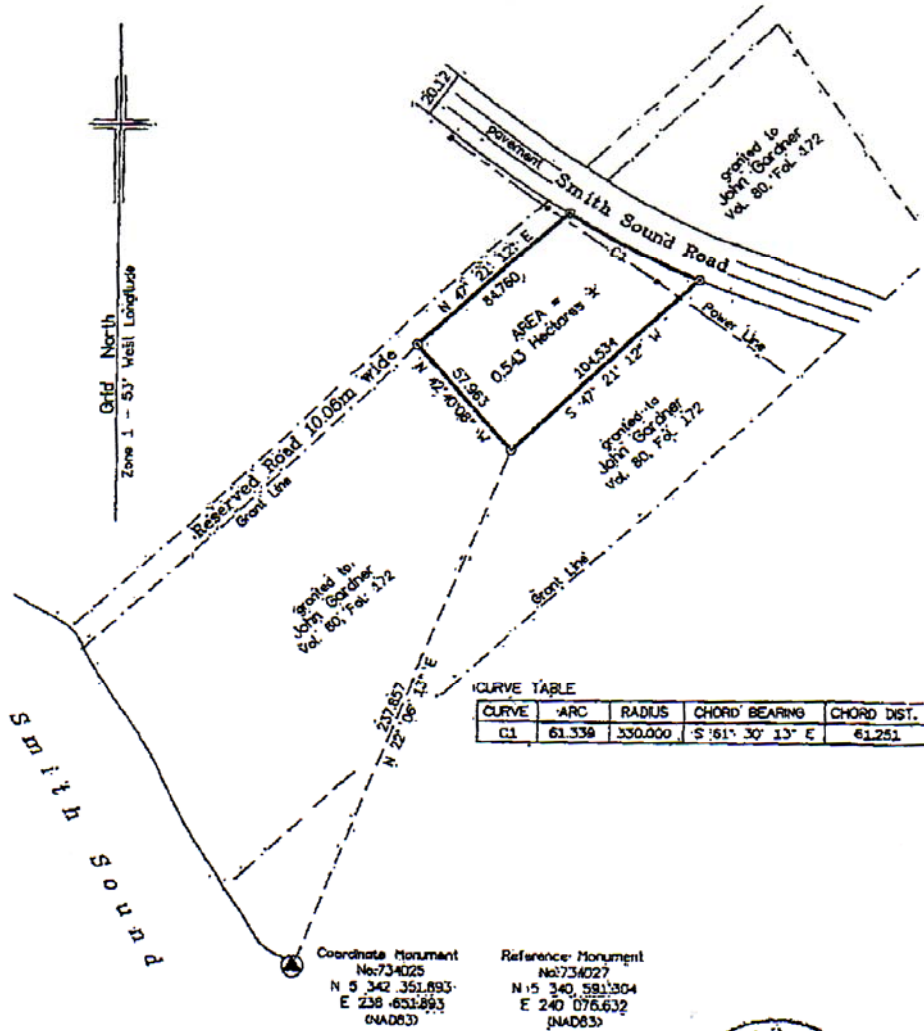 20.12
pavement Smith Sound Road
granted to
John Gardner
Vol. 80, Fol. 172
Grid North
Zone 1 - 53° West Longitude
N 47° 21' 12" E
84.760
C1
AREA =
0.543 Hectares ±
Power Line
104.534
S 47° 21' 12" W
57.963
N 42° 10' 08" W
Reserved Road 10.06m wide
Grant Line
granted to
John Gardner
Vol. 80, Fol. 172
granted to
John Gardner
Vol. 80, Fol. 172
Grant Line
237.857
N 22° 06' 13" E
CURVE TABLE
CURVE ARC RADIUS CHORD BEARING CHORD DIST.
C1 61.339 330.000 S 61° 30' 13" E 61.251
Smith Sound
Coordinate Monument
No:734025
N 5 342 351.893
E 238 651.893
(NAD83)
Reference Monument
No:734027
N 5 340 591.304
E 240 076.632
(NAD83)